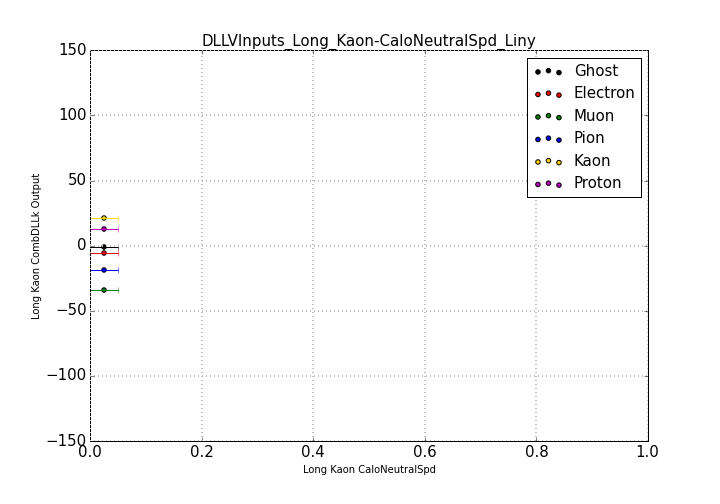 DLLVInputs_Long_Kaon-CaloNeutralSpd_Liny
150
100
50
0
−50
−100
−150
Long Kaon CombDLLk Output
Ghost
Electron
Muon
Pion
Kaon
Proton
0.0 0.2 0.4 0.6 0.8 1.0
Long Kaon CaloNeutralSpd